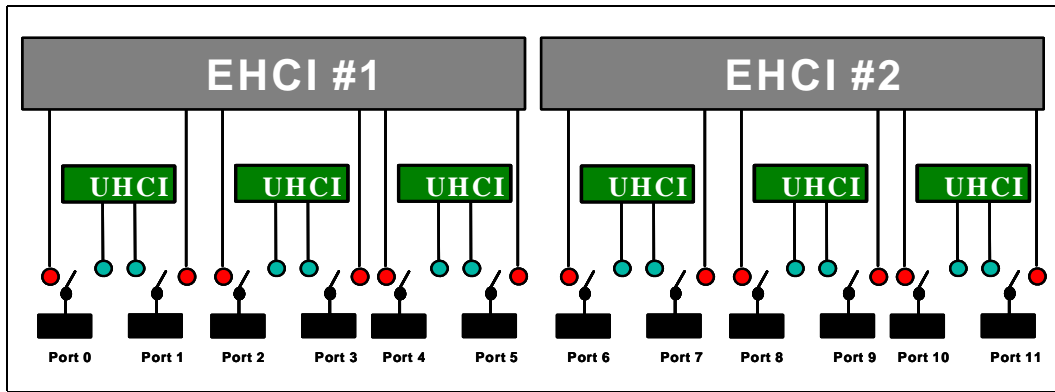 EHCI #1
EHCI #2
UHCI
UHCI
UHCI
UHCI
UHCI
UHCI
Port 0
Port 1
Port 2
Port 3
Port 4
Port 5
Port 6
Port 7
Port 8
Port 9
Port 10
Port 11